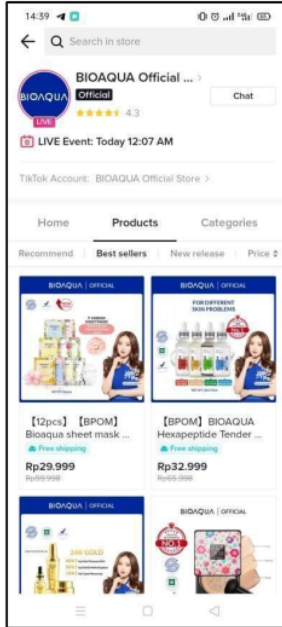 14:39
Search in store
BIOAQUA Official ... >
Official
4.3
Chat
BIOAQUA
LIVE
LIVE Event: Today 12:07 AM
TikTok Account: BIOAQUA Official Store >
Home Products Categories
Recommend Best sellers New release Price
BIOAQUA | OFFICIAL
BIOAQUA | OFFICIAL
FOR DIFFERENT
SKIN PROBLEMS
【12pcs】【BPOM】
Bioaqua sheet mask ...
Free shipping
Rp29.999
Rp59.998
【BPOM】BIOAQUA
Hexapeptide Tender ...
Free shipping
Rp32.999
Rp65.998
BIOAQUA | OFFICIAL
24K GOLD
BIOAQUA | OFFICIAL
NO.1